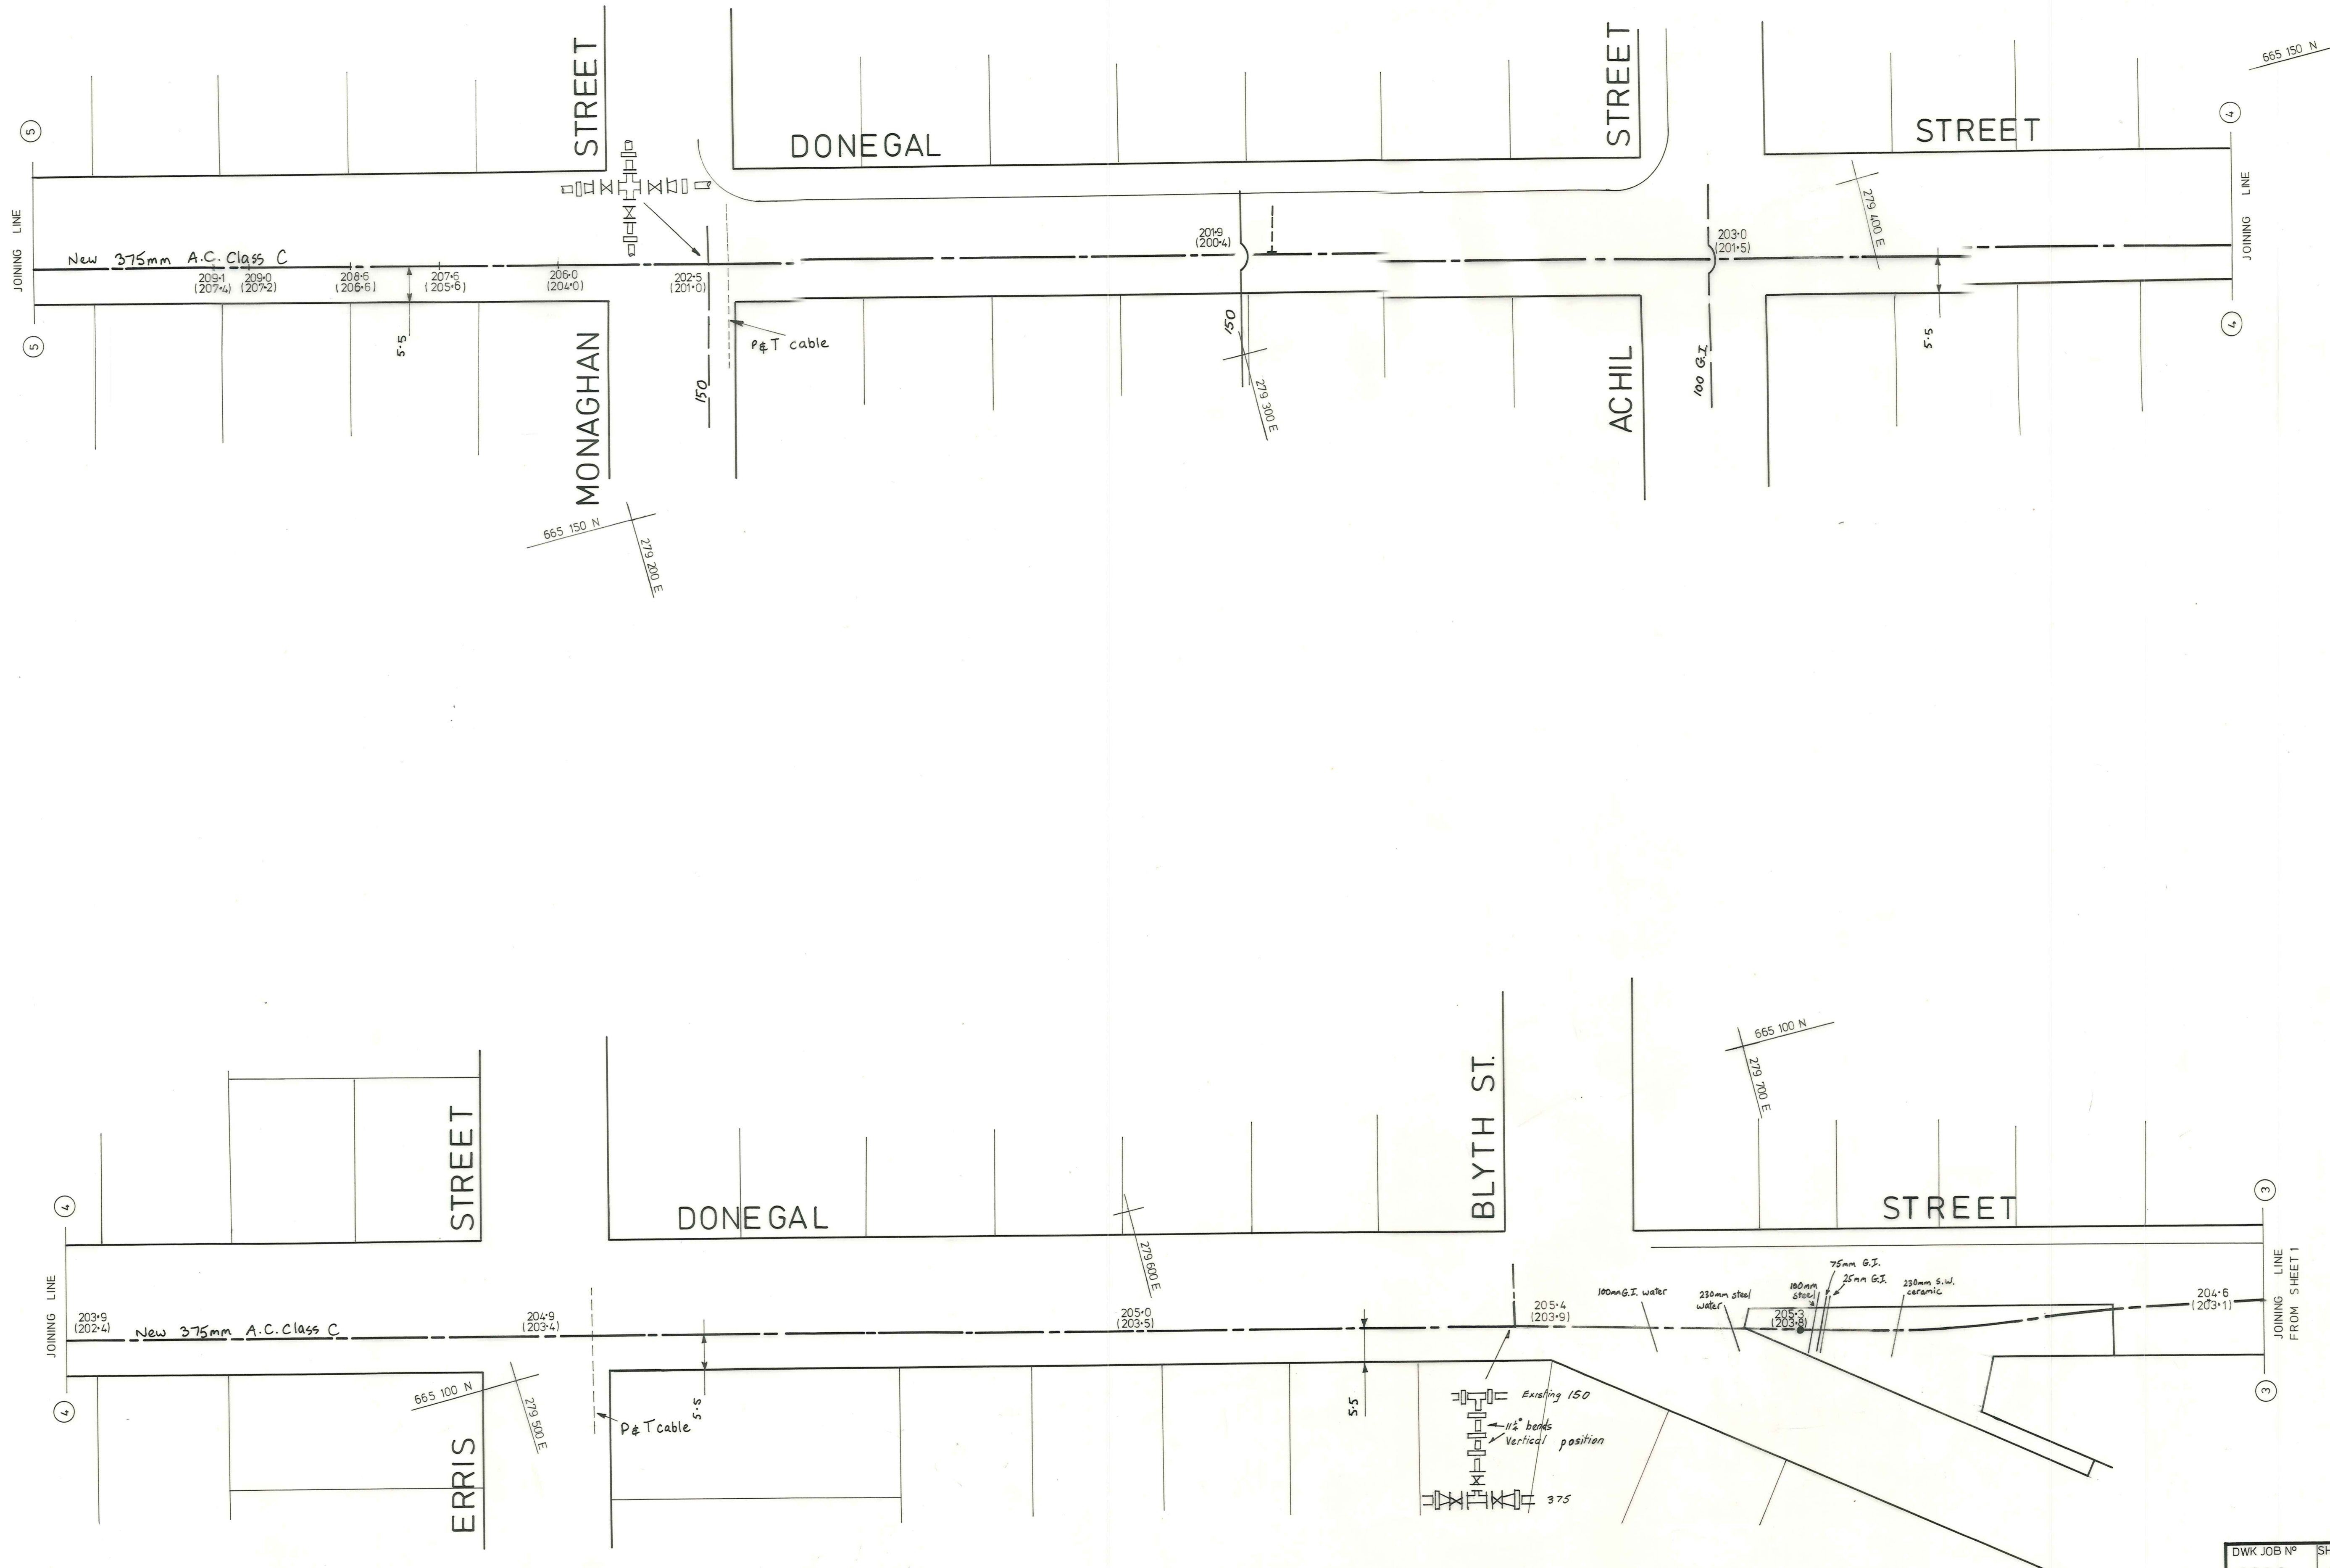 665 150 N
5
4
STREET
STREET
DONEGAL
STREET
JOINING LINE
JOINING LINE
279 400 E
New 375mm A.C. Class C
209·1
(207·4)
209·0
(207·2)
208·6
(206·6)
207·6
(205·6)
206·0
(204·0)
202·5
(201·0)
201·9
(200·4)
203·0
(201·5)
5
4
5·5
P&T cable
150
150
100 G.I.
5·5
MONAGHAN
ACHIL
279 300 E
665 150 N
279 200 E
665 100 N
279 700 E
STREET
BLYTH ST.
4
3
DONEGAL
STREET
279 600 E
JOINING LINE
JOINING LINE
FROM SHEET 1
75mm G.I.
25mm G.I.
100mm
steel
230mm S.W.
ceramic
100mm G.I. water
230mm steel
water
203·9
(202·4)
New 375mm A.C. Class C
204·9
(203·4)
205·0
(203·5)
205·4
(203·9)
205·3
(203·8)
204·6
(203·1)
4
3
665 100 N
279 500 E
5·5
5·5
P&T cable
Existing 150
11¼° bends
Vertical position
375
ERRIS
DWK JOB Nº